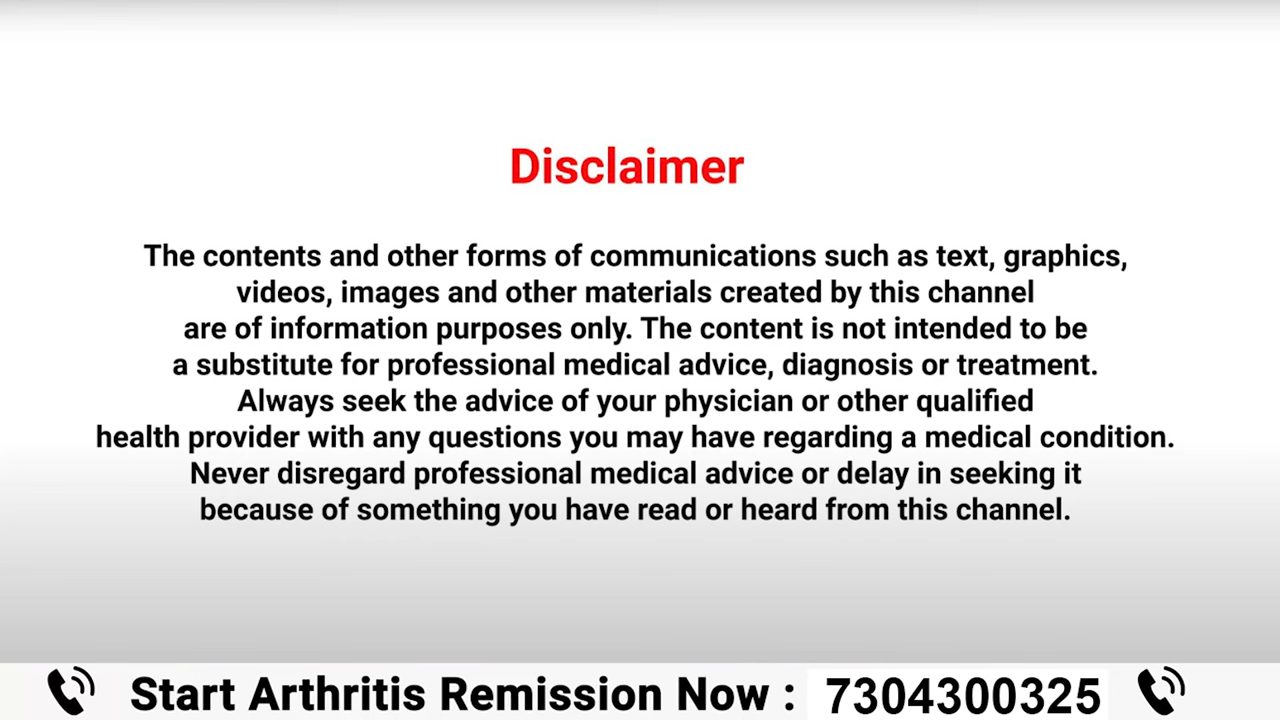 Disclaimer
The contents and other forms of communications such as text, graphics,
videos, images and other materials created by this channel
are of information purposes only. The content is not intended to be
a substitute for professional medical advice, diagnosis or treatment.
Always seek the advice of your physician or other qualified
health provider with any questions you may have regarding a medical condition.
Never disregard professional medical advice or delay in seeking it
because of something you have read or heard from this channel.
Start Arthritis Remission Now : 7304300325